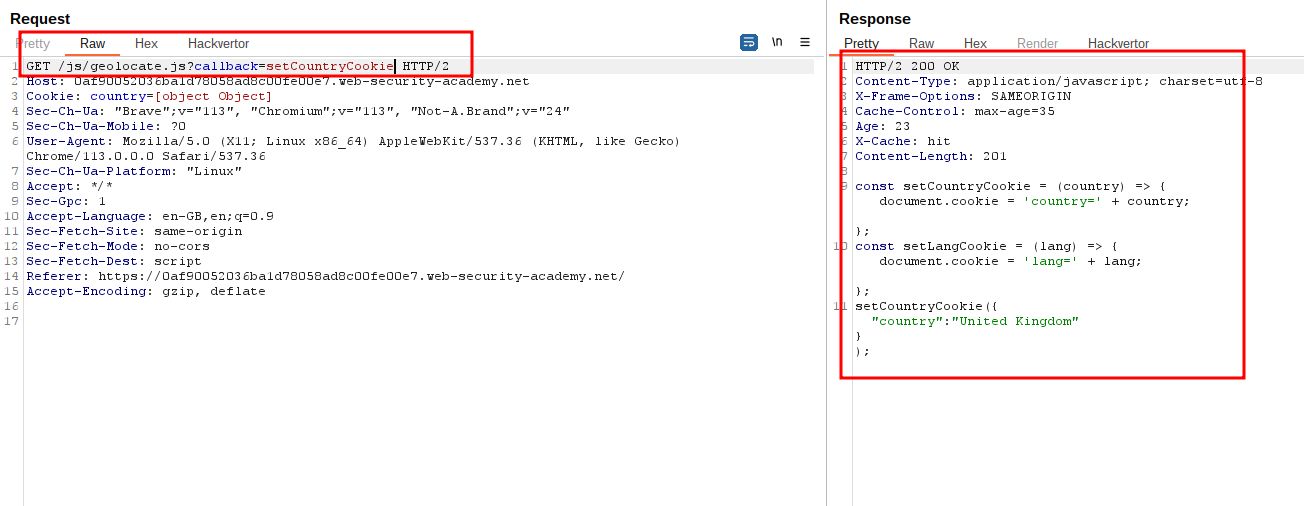 Request
Pretty Raw Hex Hackvertor \n
1 GET /js/geolocate.js?callback=setCountryCookie HTTP/2
2 Host: 0af90052036ba1d78058ad8c00fe00e7.web-security-academy.net
3 Cookie: country=[object Object]
4 Sec-Ch-Ua: "Brave";v="113", "Chromium";v="113", "Not-A.Brand";v="24"
5 Sec-Ch-Ua-Mobile: ?0
6 User-Agent: Mozilla/5.0 (X11; Linux x86_64) AppleWebKit/537.36 (KHTML, like Gecko)
Chrome/113.0.0.0 Safari/537.36
7 Sec-Ch-Ua-Platform: "Linux"
8 Accept: */*
9 Sec-Gpc: 1
10 Accept-Language: en-GB,en;q=0.9
11 Sec-Fetch-Site: same-origin
12 Sec-Fetch-Mode: no-cors
13 Sec-Fetch-Dest: script
14 Referer: https://0af90052036ba1d78058ad8c00fe00e7.web-security-academy.net/
15 Accept-Encoding: gzip, deflate
16
17
Response
Pretty Raw Hex Render Hackvertor
1 HTTP/2 200 OK
2 Content-Type: application/javascript; charset=utf-8
3 X-Frame-Options: SAMEORIGIN
4 Cache-Control: max-age=35
5 Age: 23
6 X-Cache: hit
7 Content-Length: 201
8
9 const setCountryCookie = (country) => {
document.cookie = 'country=' + country;
};
10 const setLangCookie = (lang) => {
document.cookie = 'lang=' + lang;
};
11 setCountryCookie({
"country":"United Kingdom"
}
);